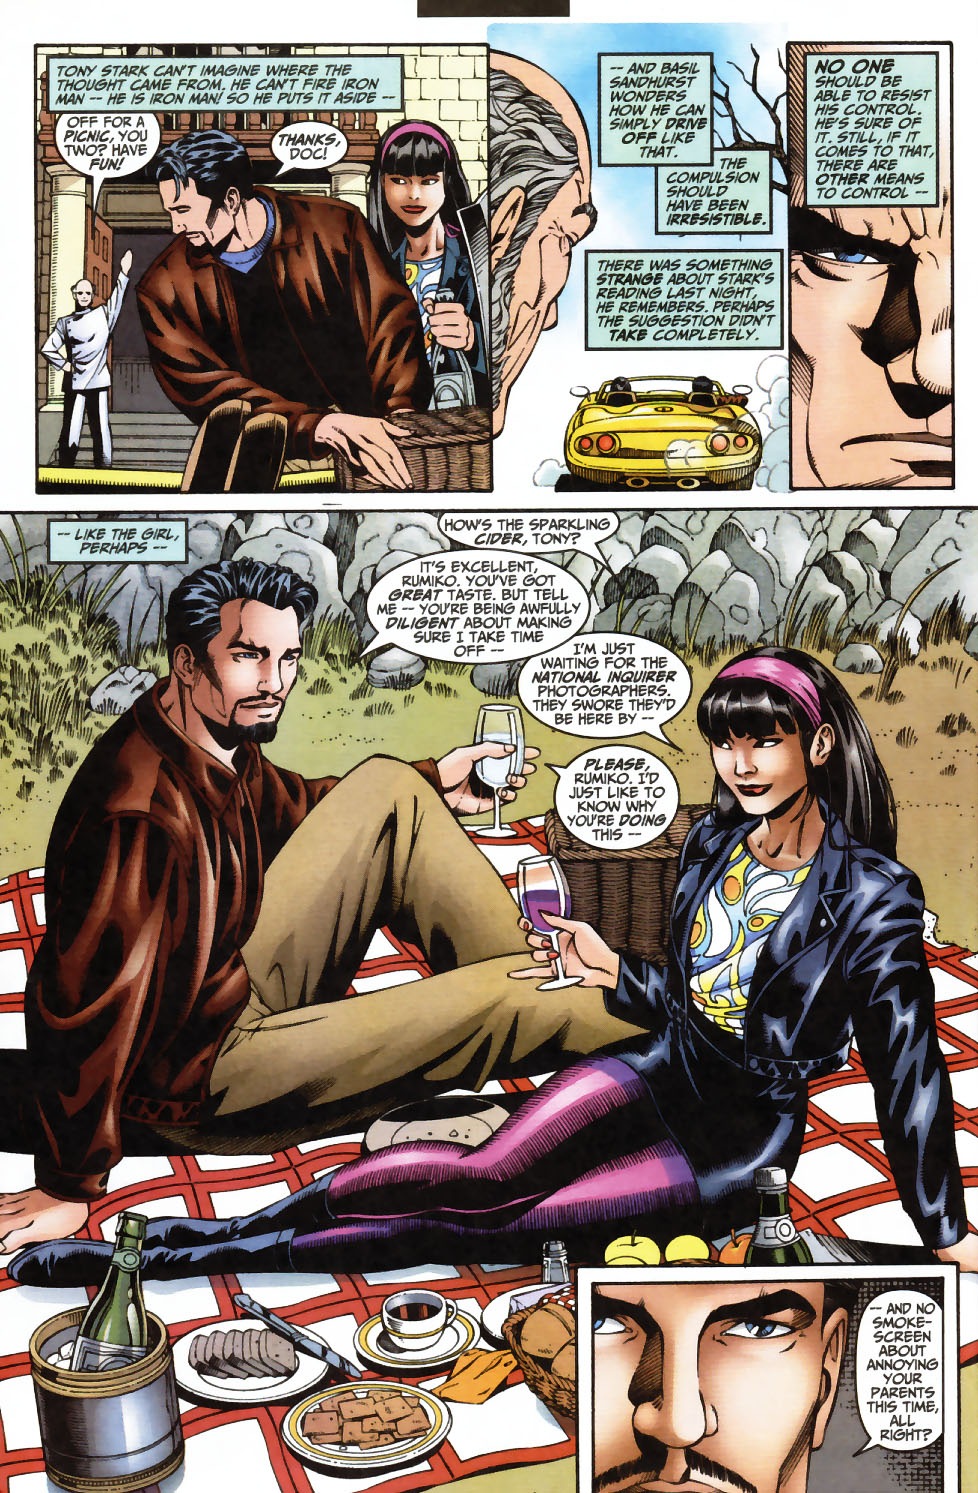 TONY STARK CAN'T IMAGINE WHERE THE
THOUGHT CAME FROM. HE CAN'T FIRE IRON
MAN -- HE IS IRON MAN! SO HE PUTS IT ASIDE --
OFF FOR A
PICNIC, YOU
TWO? HAVE
FUN!
THANKS,
DOC!
-- AND BASIL
SANDHURST
WONDERS
HOW HE CAN
SIMPLY DRIVE
OFF LIKE
THAT.
THE
COMPULSION
SHOULD
HAVE BEEN
IRRESISTIBLE.
THERE WAS SOMETHING
STRANGE ABOUT STARK'S
READING LAST NIGHT,
HE REMEMBERS. PERHAPS
THE SUGGESTION DIDN'T
TAKE COMPLETELY.
NO ONE
SHOULD BE
ABLE TO RESIST
HIS CONTROL.
HE'S SURE OF
IT. STILL, IF IT
COMES TO THAT,
THERE ARE
OTHER MEANS
TO CONTROL --
-- LIKE THE GIRL,
PERHAPS --
HOW'S THE SPARKLING
CIDER, TONY?
IT'S EXCELLENT,
RUMIKO. YOU'VE GOT
GREAT TASTE. BUT TELL
ME -- YOU'RE BEING AWFULLY
DILIGENT ABOUT MAKING
SURE I TAKE TIME
OFF --
I'M JUST
WAITING FOR THE
NATIONAL INQUIRER
PHOTOGRAPHERS.
THEY SWORE THEY'D
BE HERE BY --
PLEASE,
RUMIKO. I'D
JUST LIKE TO
KNOW WHY
YOU'RE DOING
THIS --
-- AND NO
SMOKE-
SCREEN
ABOUT
ANNOYING
YOUR
PARENTS
THIS TIME,
ALL
RIGHT?